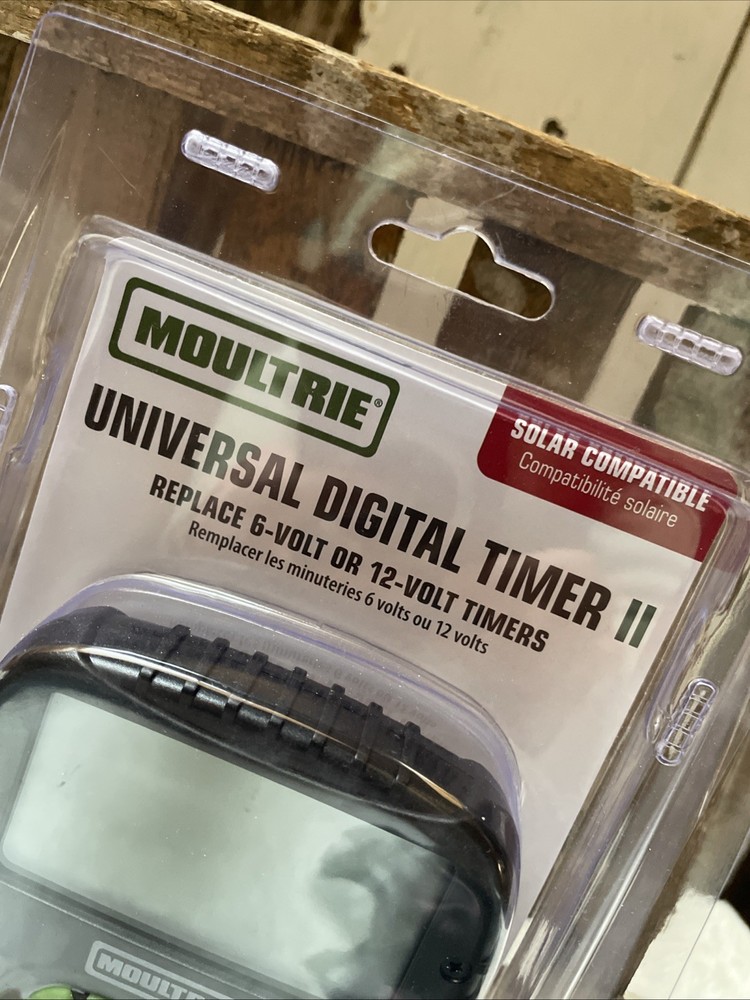 MOULTRIE®
SOLAR COMPATIBLE
Compatibilité solaire
UNIVERSAL DIGITAL TIMER II
REPLACE 6-VOLT OR 12-VOLT TIMERS
Remplacer les minuteries 6 volts ou 12 volts
MOULTRIE